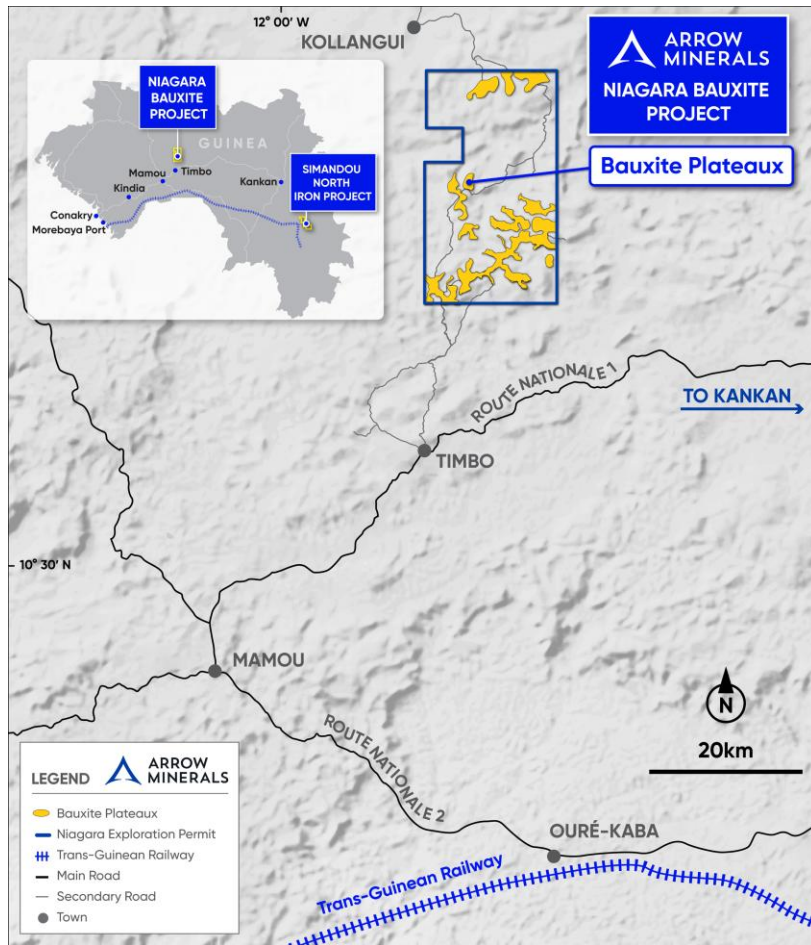 12° 00' W
KOLLANGUI
ARROW
MINERALS
NIAGARA BAUXITE
PROJECT
Bauxite Plateaux
NIAGARA
BAUXITE
PROJECT
GUINEA
SIMANDOU
NORTH
IRON PROJECT
Mamou
Timbo
Kindia
Kankan
Conakry
Morebaya Port
ROUTE NATIONALE 1
TO KANKAN
TIMBO
10° 30' N
MAMOU
ROUTE NATIONALE 2
N
20km
OURÉ-KABA
Trans-Guinean Railway
LEGEND
ARROW
MINERALS
Bauxite Plateaux
Niagara Exploration Permit
Trans-Guinean Railway
Main Road
Secondary Road
Town